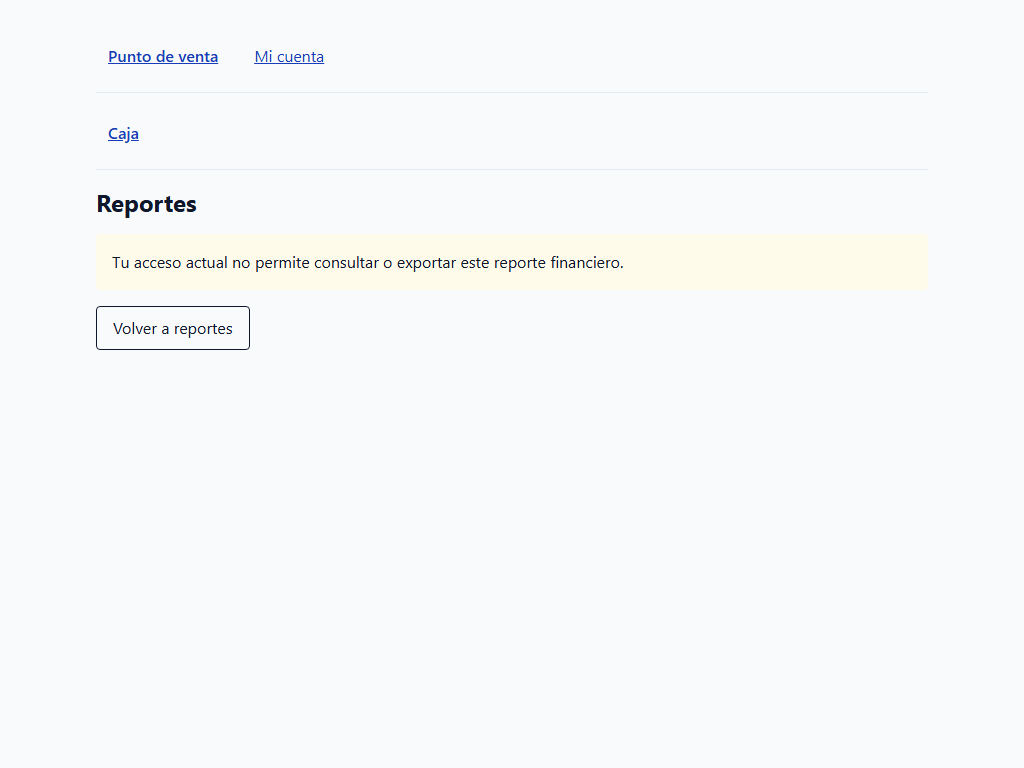 Punto de venta Mi cuenta
Caja
Reportes
Tu acceso actual no permite consultar o exportar este reporte financiero.
Volver a reportes